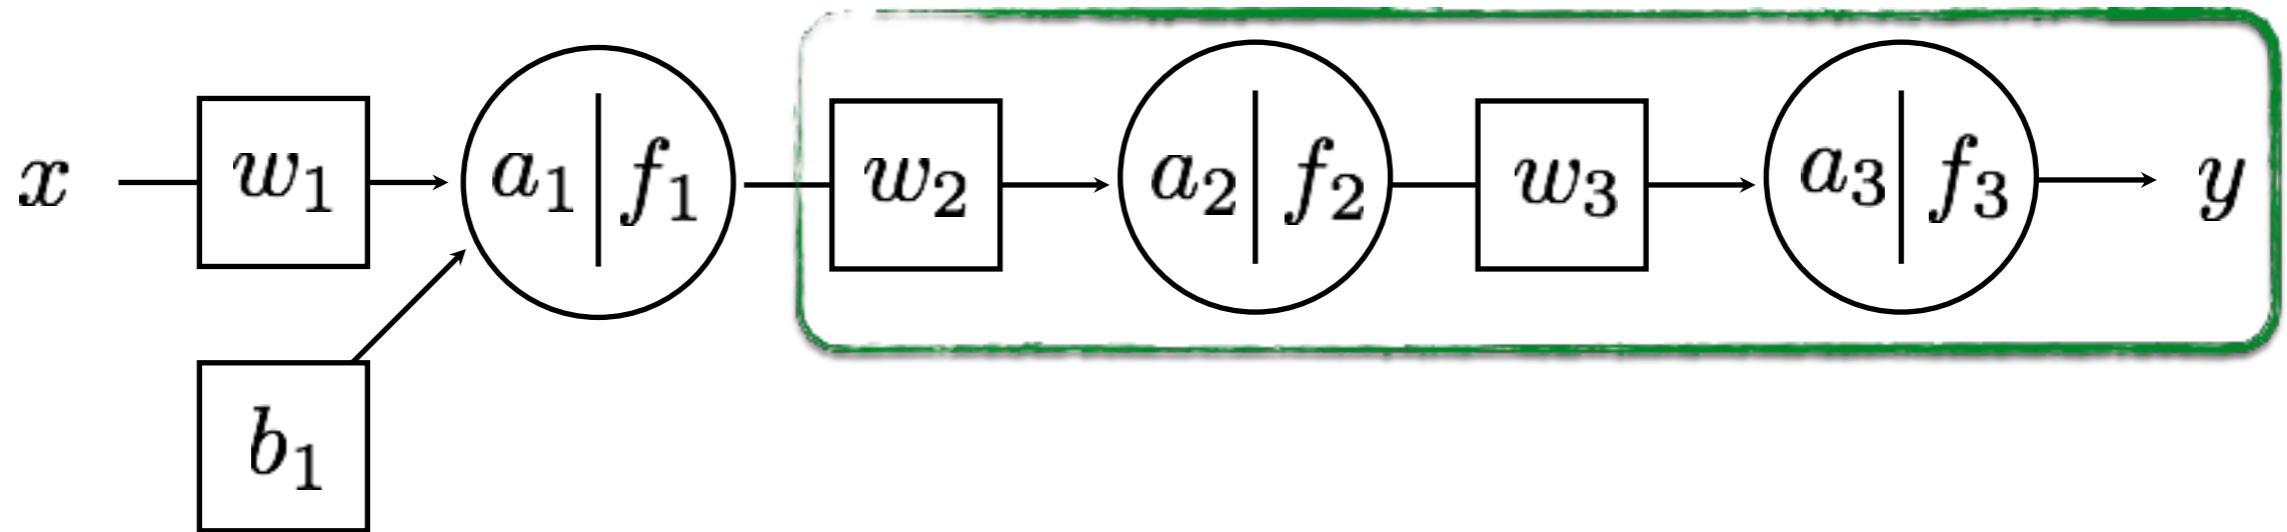 x w₁ a₁ | f₁ w₂ a₂ | f₂ w₃ a₃ | f₃ y
b₁